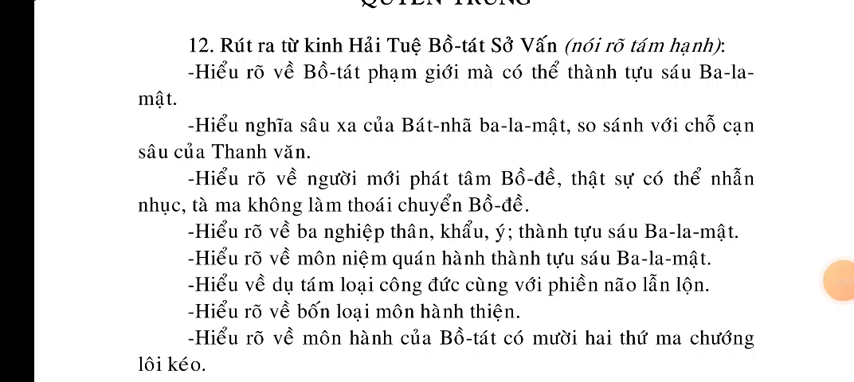 QUYỂN TRUNG
12. Rút ra từ kinh Hải Tuệ Bồ-tát Sở Vấn (nói rõ tám hạnh):
-Hiểu rõ về Bồ-tát phạm giới mà có thể thành tựu sáu Ba-la-
mật.
-Hiểu nghĩa sâu xa của Bát-nhã ba-la-mật, so sánh với chỗ cạn
sâu của Thanh văn.
-Hiểu rõ về người mới phát tâm Bồ-đề, thật sự có thể nhẫn
nhục, tà ma không làm thoái chuyển Bồ-đề.
-Hiểu rõ về ba nghiệp thân, khẩu, ý; thành tựu sáu Ba-la-mật.
-Hiểu rõ về môn niệm quán hành thành tựu sáu Ba-la-mật.
-Hiểu về dụ tám loại công đức cùng với phiền não lẫn lộn.
-Hiểu rõ về bốn loại môn hành thiện.
-Hiểu rõ về môn hành của Bồ-tát có mười hai thứ ma chướng
lôi kéo.